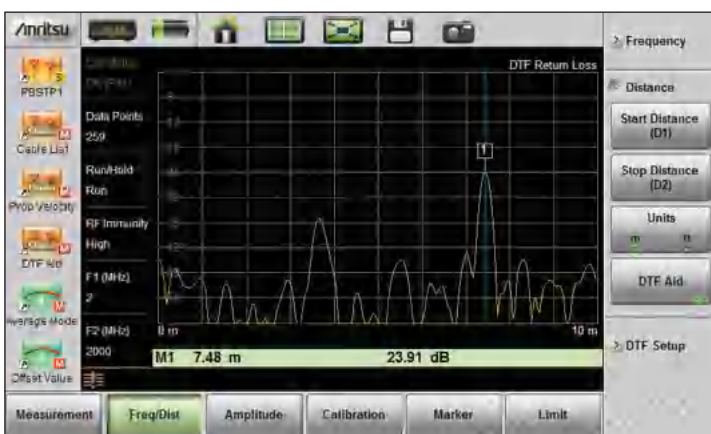 Anritsu
PBSTP1
Cable List
Prop Velocity
DTF Aid
Average Mode
Offset Value
Data Points
259
Run/Hold
Run
RF Immunity
High
F1 (MHz)
2
F2 (MHz)
2000
DTF Return Loss
1
0 m
10 m
M1 7.48 m 23.91 dB
> Frequency
Distance
Start Distance
(D1)
Stop Distance
(D2)
Units
m ft
DTF Aid
> DTF Setup
Measurement
Freq/Dist
Amplitude
Calibration
Marker
Limit